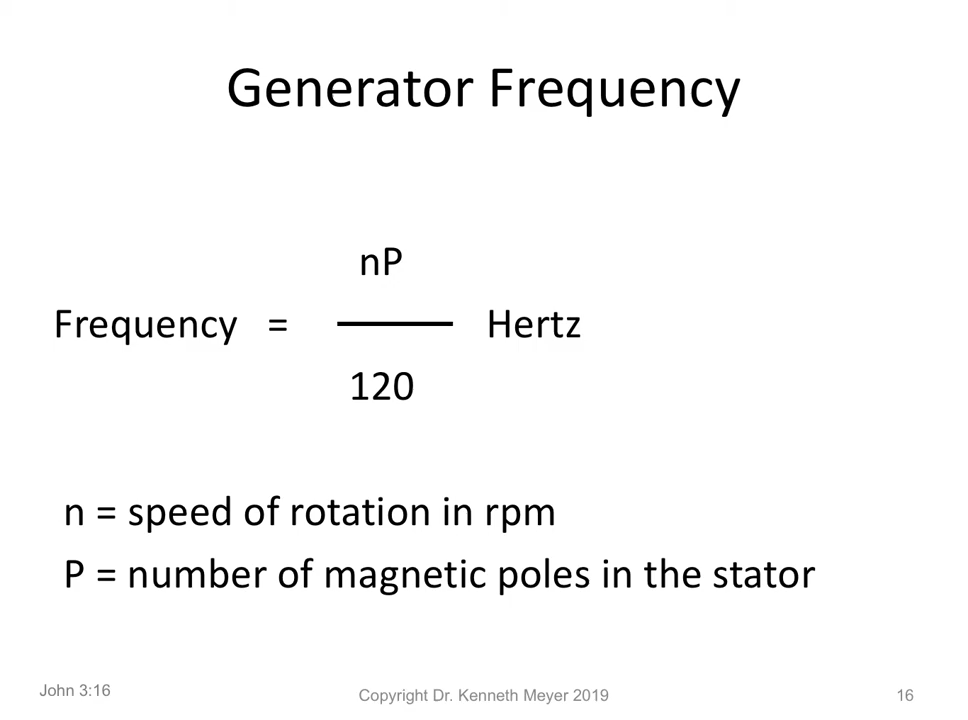 Generator Frequency
nP
Frequency = Hertz
120
n = speed of rotation in rpm
P = number of magnetic poles in the stator
John 3:16
Copyright Dr. Kenneth Meyer 2019
16